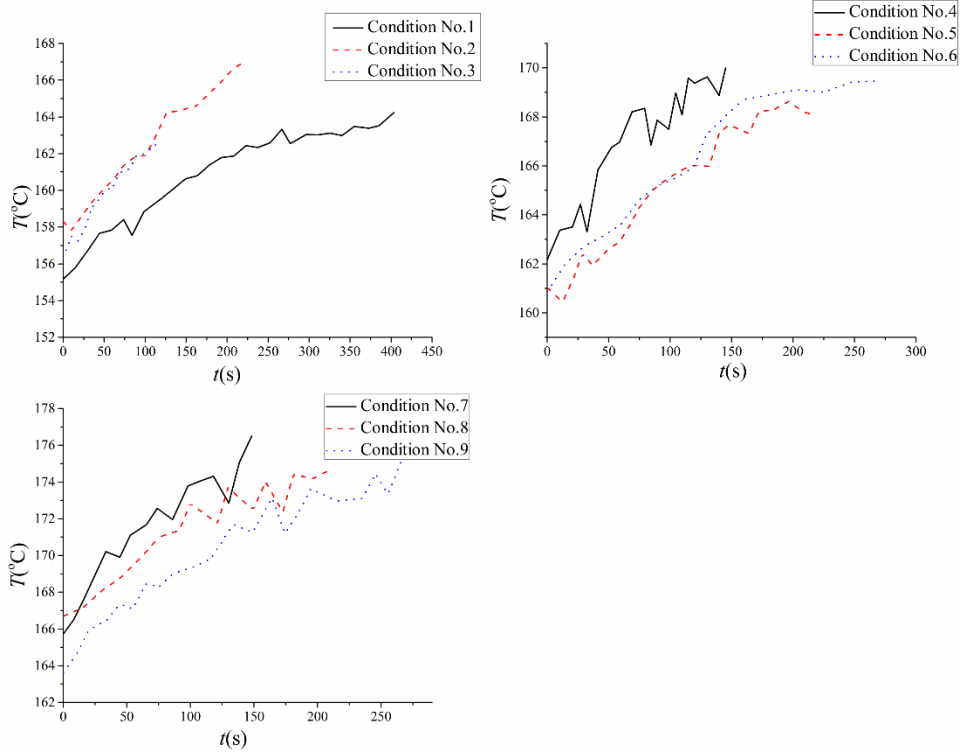 Condition No.1
Condition No.2
Condition No.3
168
166
164
162
160
158
156
154
152
T(°C)
0 50 100 150 200 250 300 350 400 450
t(s)
Condition No.4
Condition No.5
Condition No.6
170
168
166
164
162
160
T(°C)
0 50 100 150 200 250 300
t(s)
Condition No.7
Condition No.8
Condition No.9
178
176
174
172
170
168
166
164
162
T(°C)
0 50 100 150 200 250
t(s)